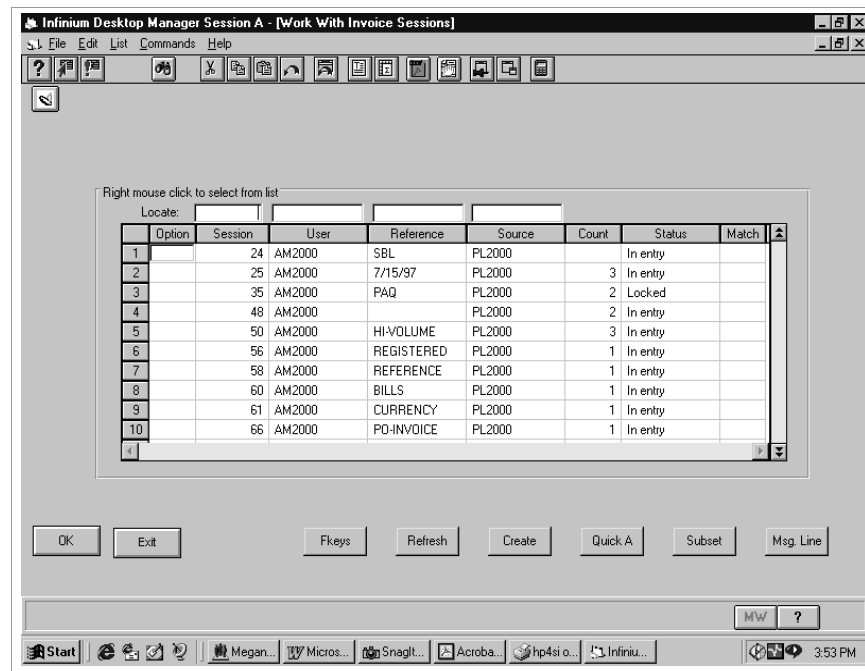 Infinium Desktop Manager Session A - [Work With Invoice Sessions]
File Edit List Commands Help
Right mouse click to select from list
Locate:
Option Session User Reference Source Count Status Match
1 24 AM2000 SBL PL2000 In entry
2 25 AM2000 7/15/97 PL2000 3 In entry
3 35 AM2000 PAQ PL2000 2 Locked
4 48 AM2000 PL2000 2 In entry
5 50 AM2000 HI-VOLUME PL2000 3 In entry
6 56 AM2000 REGISTERED PL2000 1 In entry
7 58 AM2000 REFERENCE PL2000 1 In entry
8 60 AM2000 BILLS PL2000 1 In entry
9 61 AM2000 CURRENCY PL2000 1 In entry
10 66 AM2000 PO-INVOICE PL2000 1 In entry
OK Exit Fkeys Refresh Create Quick A Subset Msg. Line
MW ?
Start Megan... Micros... SnagIt... Acroba... hp4si o... Infiniu... 3:53 PM